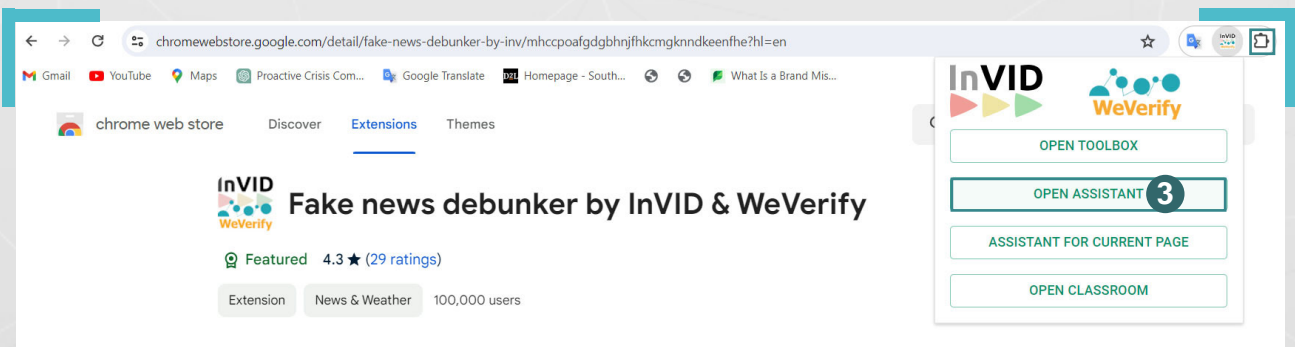 chromewebstore.google.com/detail/fake-news-debunker-by-inv/mhccpoafgdgbhnjfhkcmgknndkeenfhe?hl=en
InVID
Gmail YouTube Maps Proactive Crisis Com... Google Translate D2L Homepage - South... What Is a Brand Mis...
chrome web store Discover Extensions Themes
InVID
WeVerify
Fake news debunker by InVID & WeVerify
Featured 4.3 ★ (29 ratings)
Extension News & Weather 100,000 users
InVID WeVerify
OPEN TOOLBOX
OPEN ASSISTANT 3
ASSISTANT FOR CURRENT PAGE
OPEN CLASSROOM